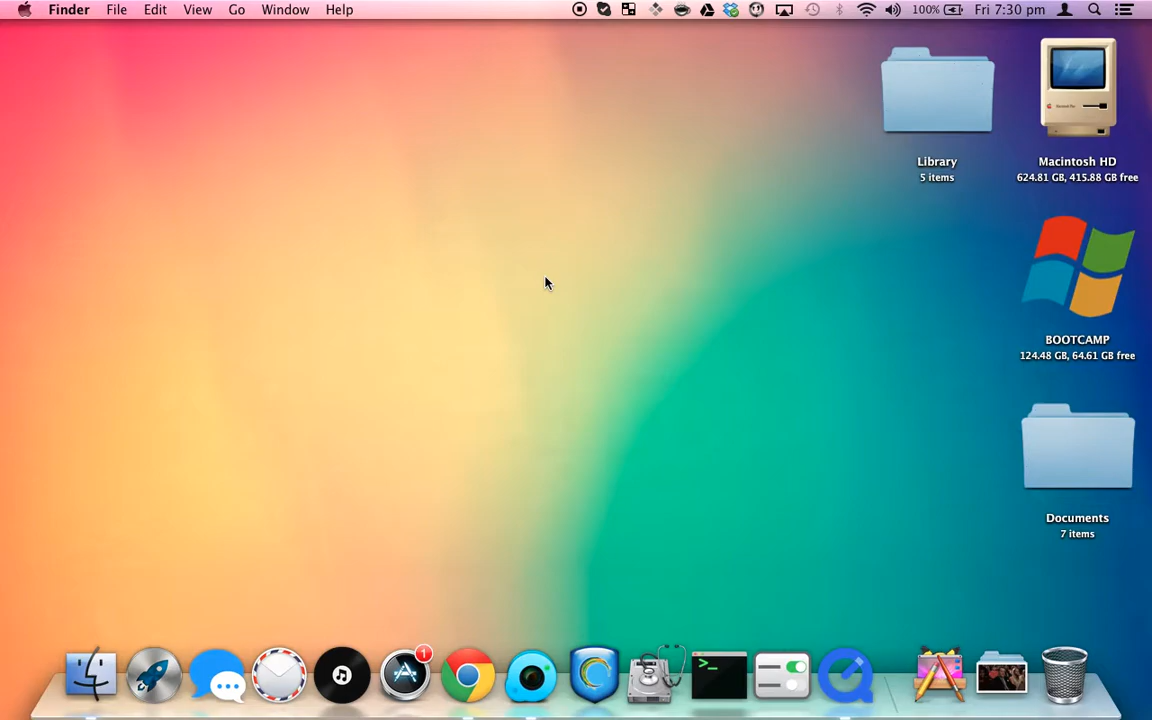 Finder File Edit View Go Window Help 100% Fri 7:30 pm
Library
5 items
Macintosh HD
624.81 GB, 415.88 GB free
BOOTCAMP
124.48 GB, 64.61 GB free
Documents
7 items
1
>_